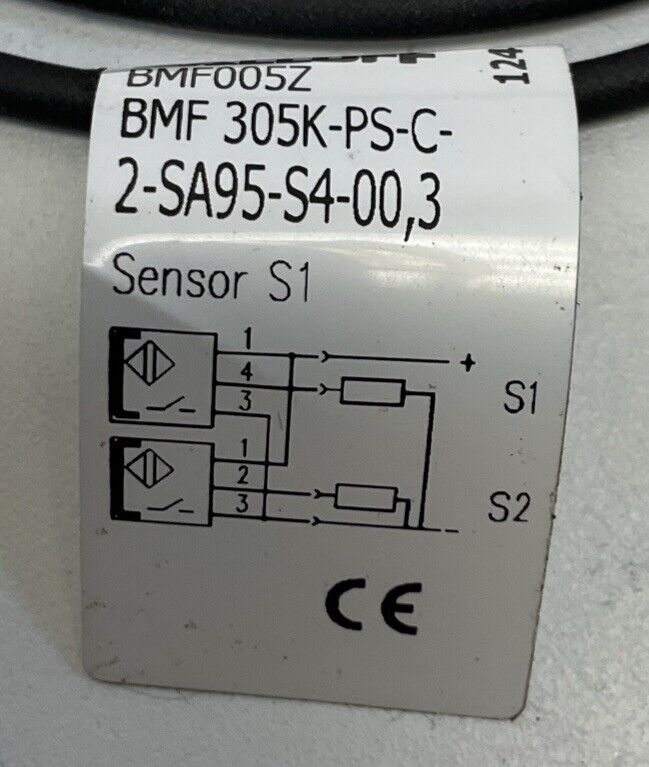 BMF005Z
124
BMF 305K-PS-C-
2-SA95-S4-00,3
Sensor S1
1
+
4
S1
3
1
2
S2
3
-
CE